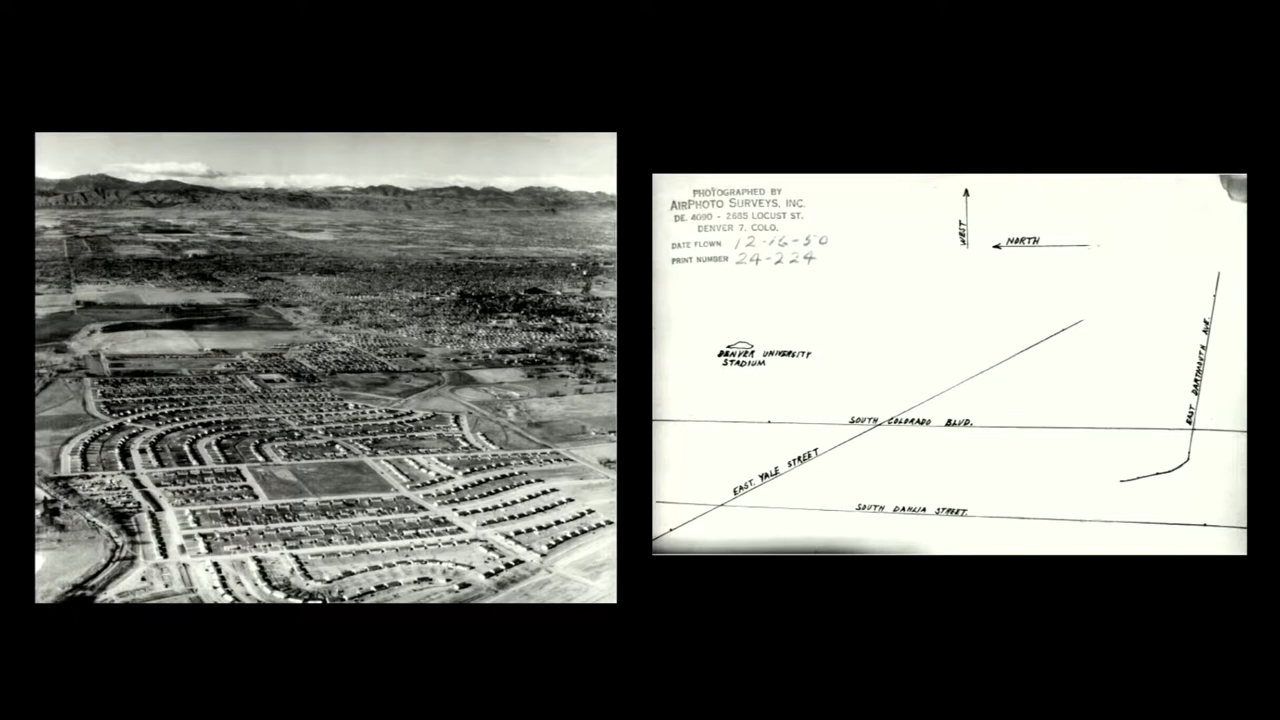 PHOTOGRAPHED BY
AIRPHOTO SURVEYS, INC.
DE. 4090 - 2685 LOCUST ST.
DENVER 7, COLO.
DATE FLOWN 12-16-50
PRINT NUMBER 24-224
WEST
NORTH
DENVER UNIVERSITY
STADIUM
EAST DARTMOUTH AVE.
SOUTH COLORADO BLVD.
EAST YALE STREET
SOUTH DAHLIA STREET.